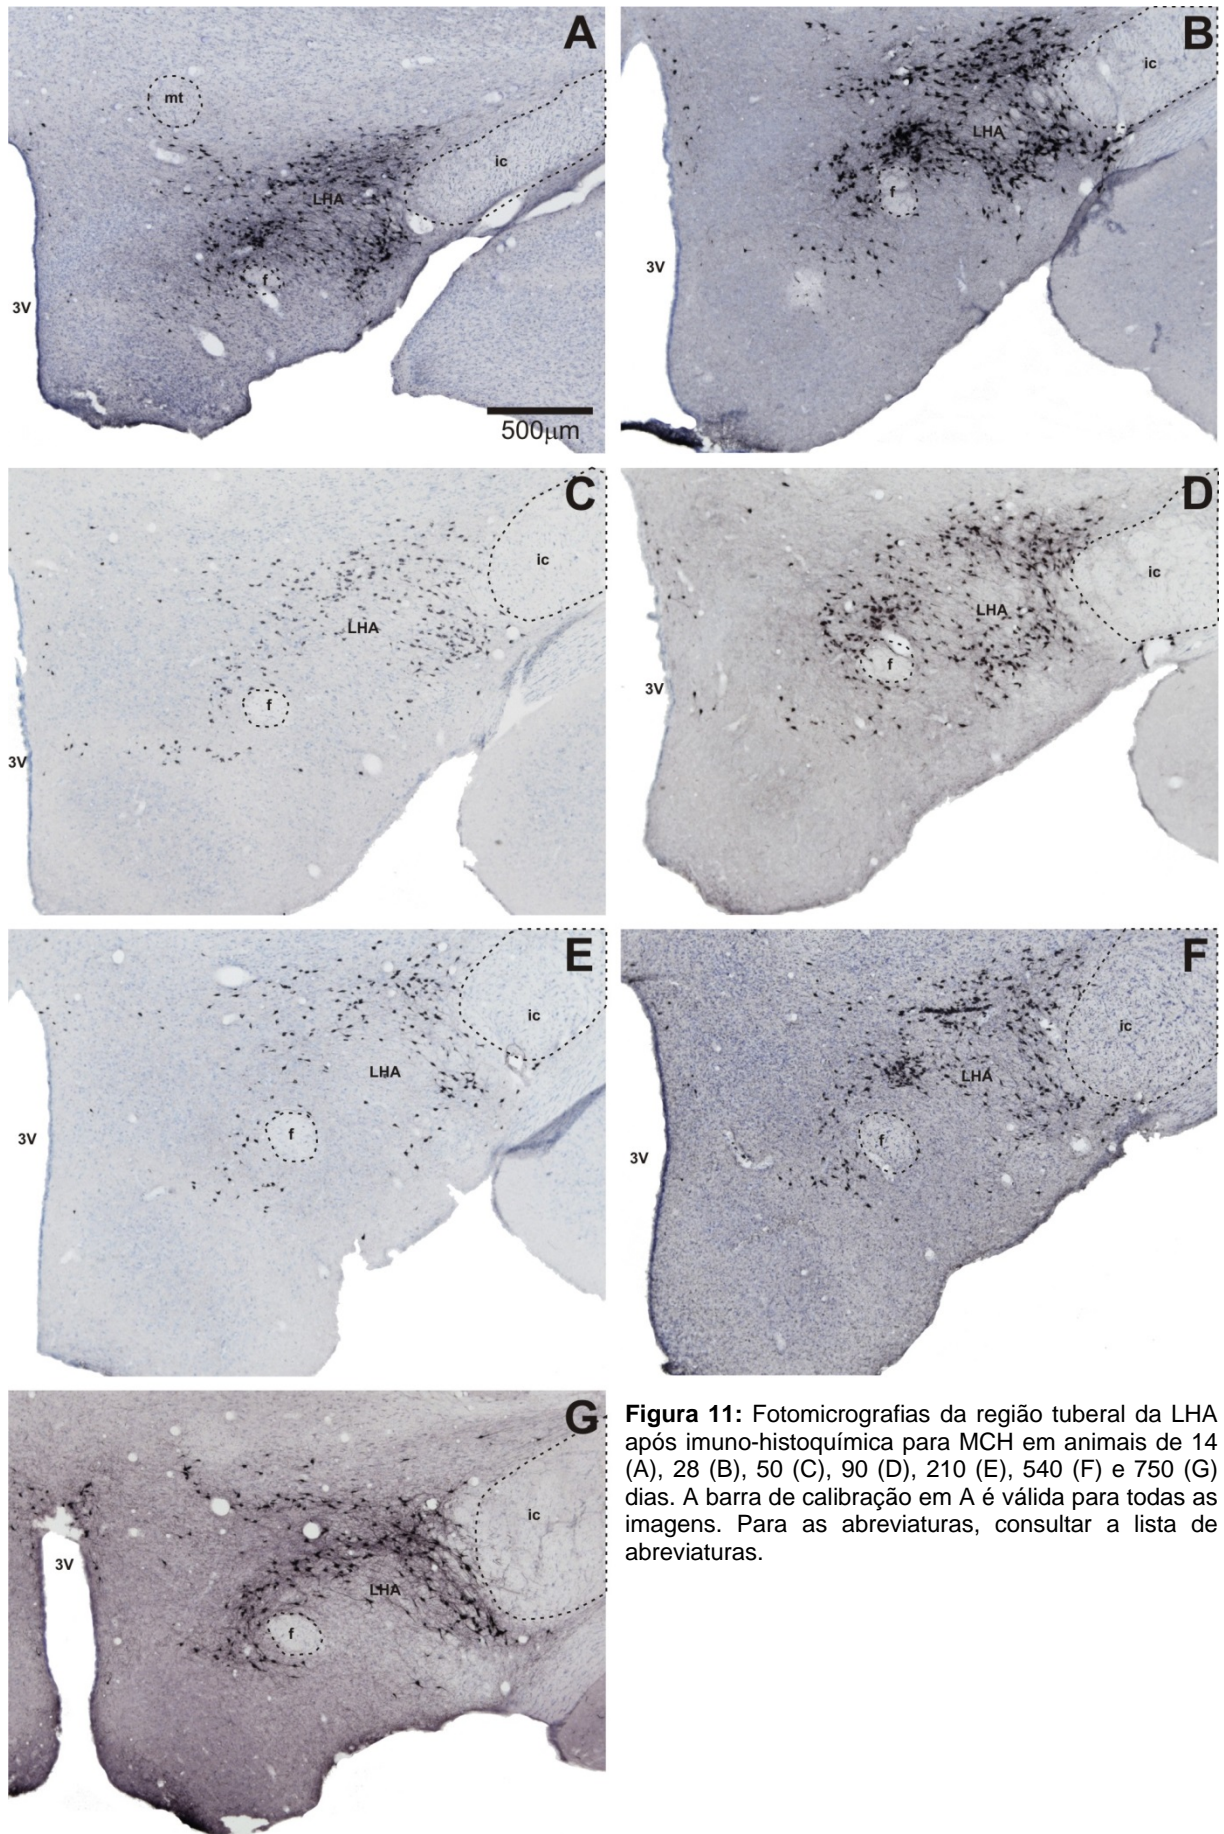 A
mt
ic
LHA
f
3V
500µm
B
ic
LHA
f
3V
C
ic
LHA
f
3V
D
ic
LHA
f
3V
E
ic
LHA
f
3V
F
ic
LHA
f
3V
G
ic
3V
LHA
f
Figura 11: Fotomicrografias da região tuberal da LHA
após imuno-histoquímica para MCH em animais de 14
(A), 28 (B), 50 (C), 90 (D), 210 (E), 540 (F) e 750 (G)
dias. A barra de calibração em A é válida para todas as
imagens. Para as abreviaturas, consultar a lista de
abreviaturas.